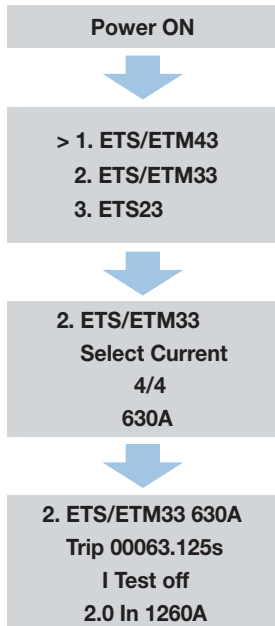 Power ON
> 1. ETS/ETM43
2. ETS/ETM33
3. ETS23
2. ETS/ETM33
Select Current
4/4
630A
2. ETS/ETM33 630A
Trip 00063.125s
I Test off
2.0 In 1260A